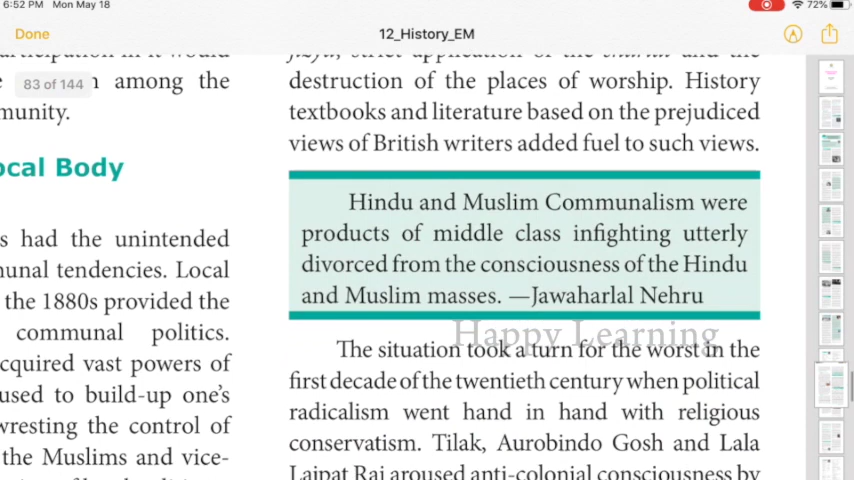 6:52 PM Mon May 18
72%
Done
12_History_EM
83 of 144
among the
munity.
ocal Body
s had the unintended
munal tendencies. Local
the 1880s provided the
communal politics.
cquired vast powers of
used to build-up one's
wresting the control of
the Muslims and vice-
destruction of the places of worship. History
textbooks and literature based on the prejudiced
views of British writers added fuel to such views.
Hindu and Muslim Communalism were
products of middle class infighting utterly
divorced from the consciousness of the Hindu
and Muslim masses. —Jawaharlal Nehru
Happy Learning
The situation took a turn for the worst in the
first decade of the twentieth century when political
radicalism went hand in hand with religious
conservatism. Tilak, Aurobindo Gosh and Lala
Lajpat Rai aroused anti-colonial consciousness by